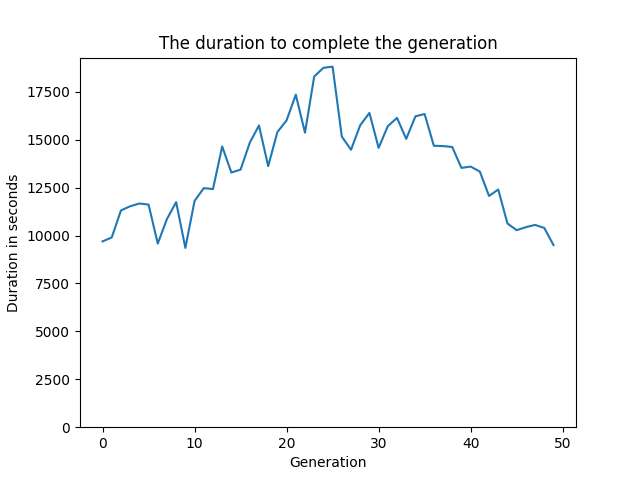 The duration to complete the generation
17500
15000
12500
10000
7500
5000
2500
0
Duration in seconds
0 10 20 30 40 50
Generation